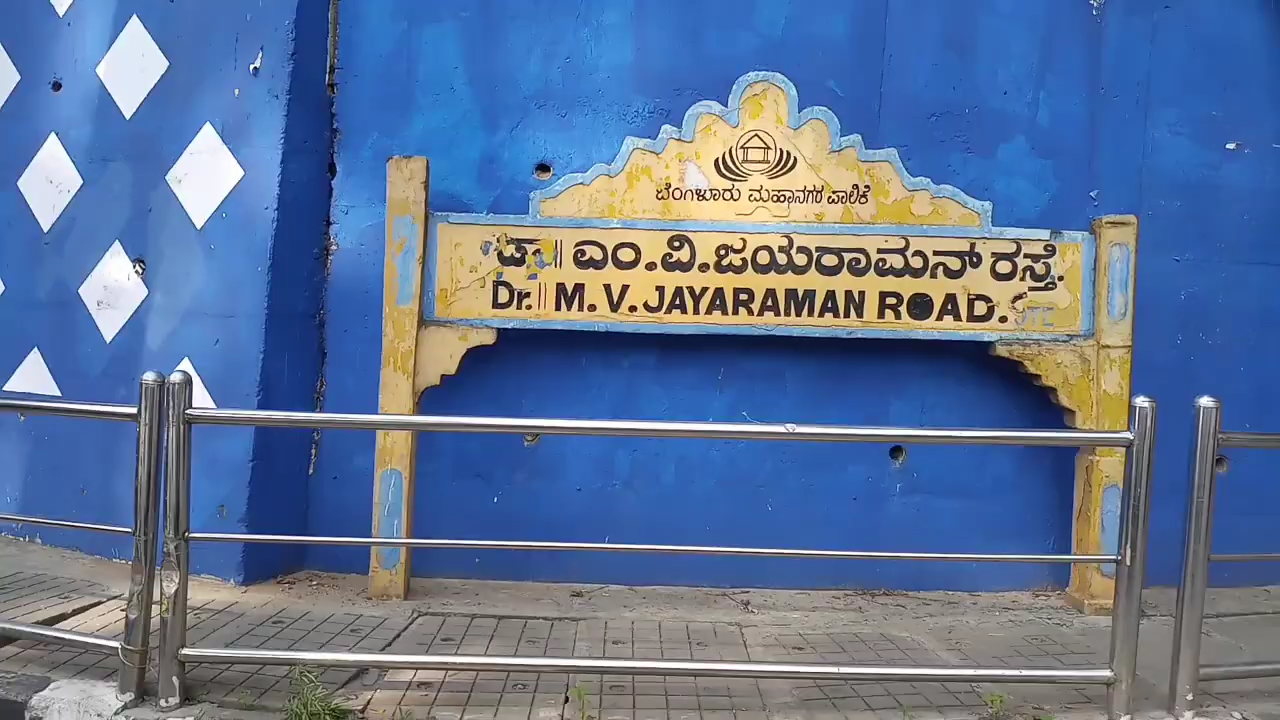 ಬೆಂಗಳೂರು ಮಹಾನಗರ ಪಾಲಿಕೆ
ಡಾ|| ಎಂ.ವಿ.ಜಯರಾಮನ್ ರಸ್ತೆ.
Dr.|| M.V.JAYARAMAN ROAD.